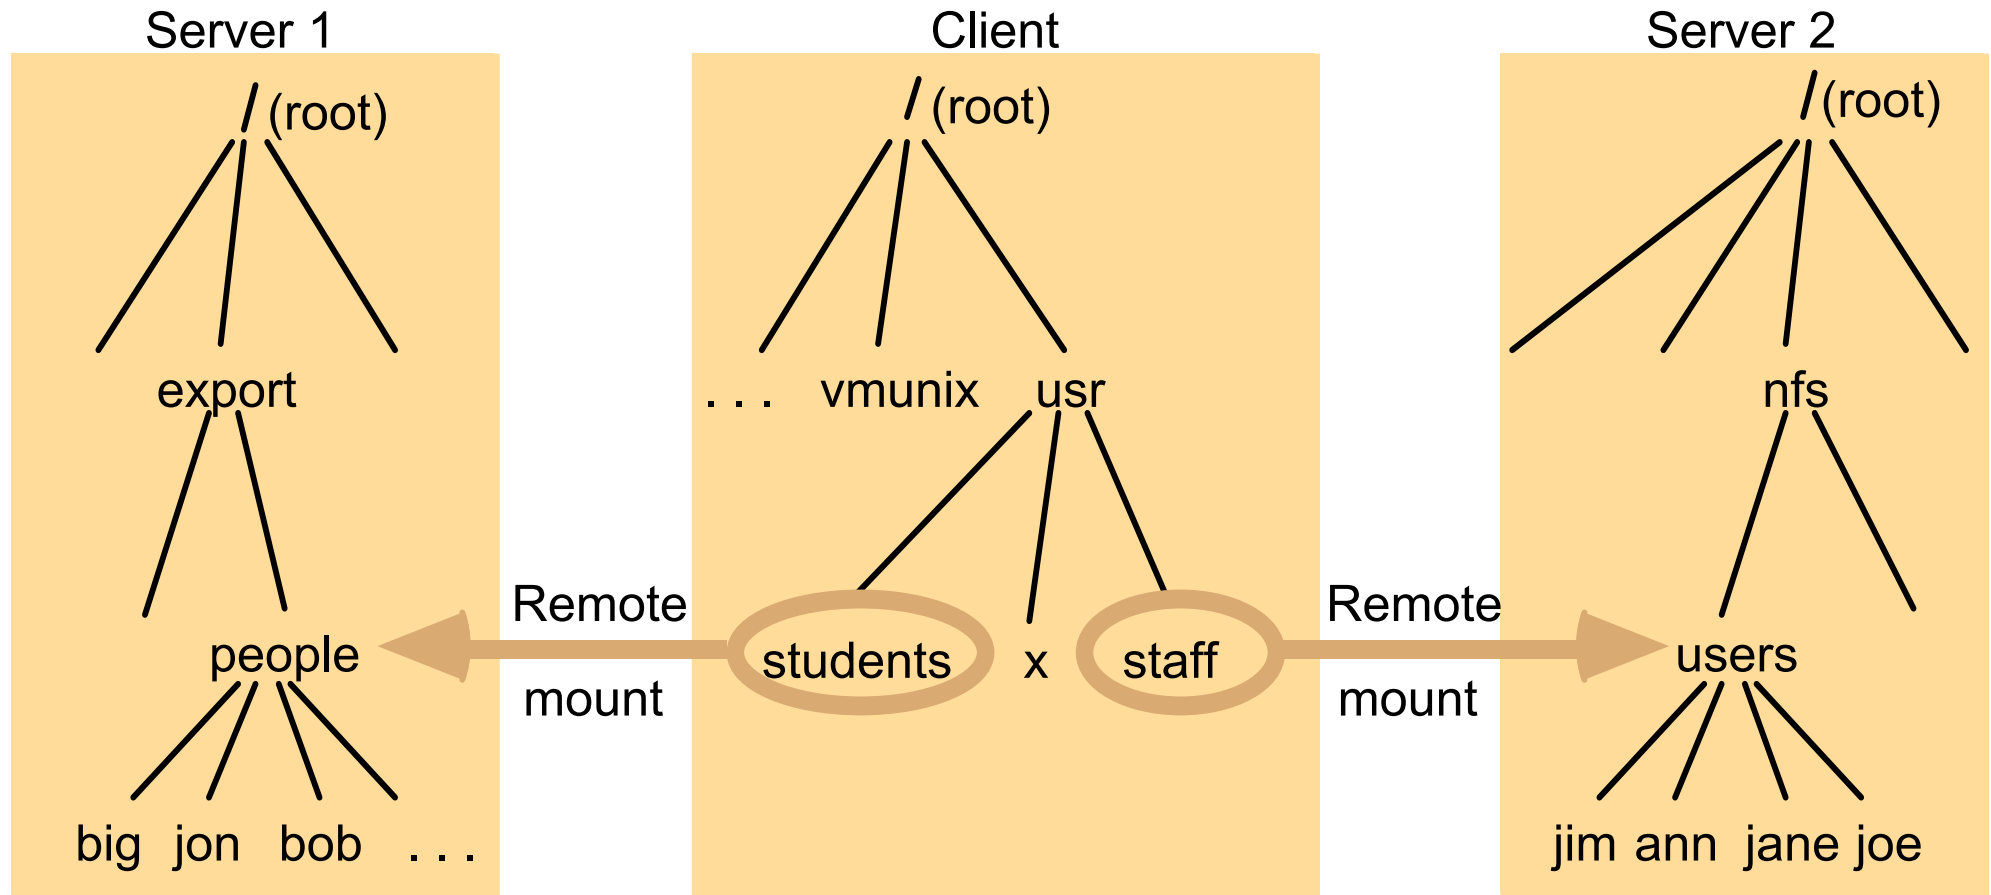 Server 1 Client Server 2
/ (root) / (root) / (root)
export . . . vmunix usr nfs
Remote Remote
people students x staff users
mount mount
big jon bob . . . jim ann jane joe